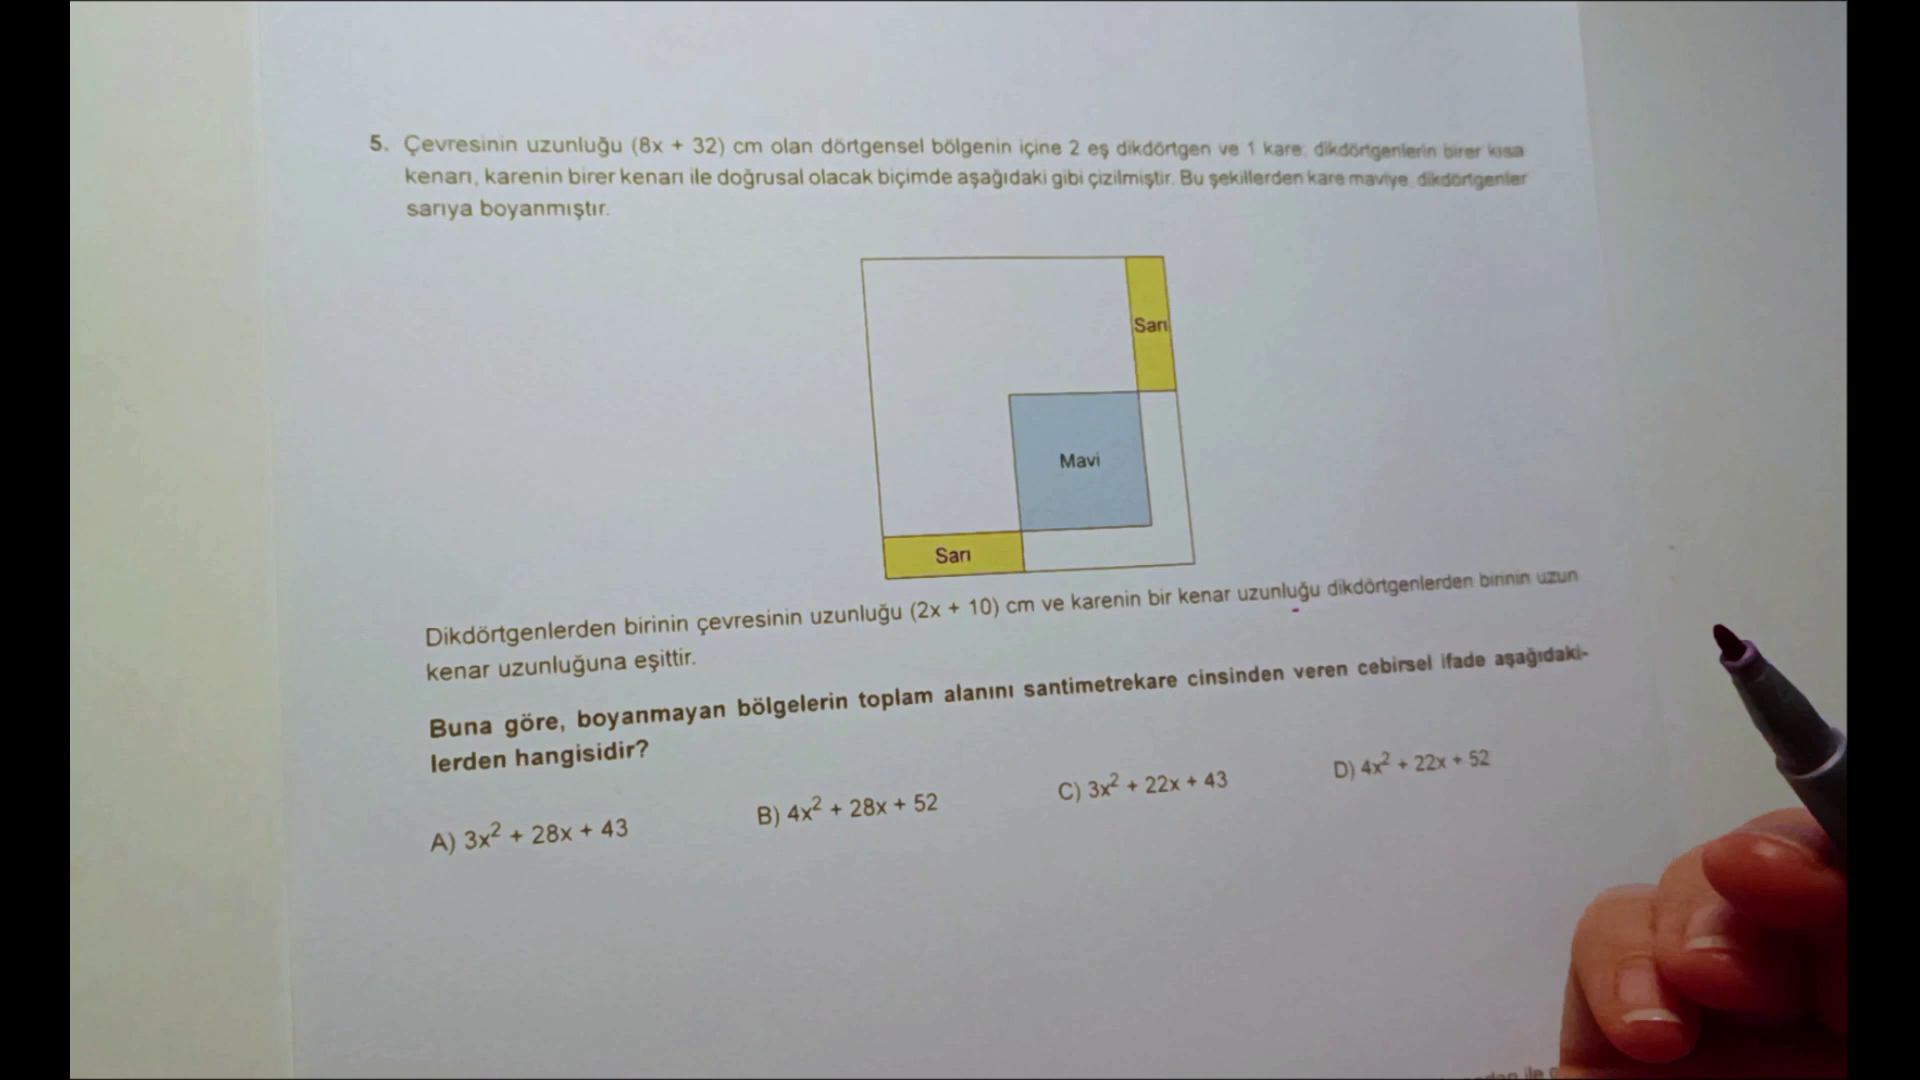 5. Çevresinin uzunluğu (8x + 32) cm olan dörtgensel bölgenin içine 2 eş dikdörtgen ve 1 kare; dikdörtgenlerin birer kısa
kenarı, karenin birer kenarı ile doğrusal olacak biçimde aşağıdaki gibi çizilmiştir. Bu şekillerden kare maviye, dikdörtgenler
sarıya boyanmıştır.
Sarı
Mavi
Sarı
Dikdörtgenlerden birinin çevresinin uzunluğu (2x + 10) cm ve karenin bir kenar uzunluğu dikdörtgenlerden birinin uzun
kenar uzunluğuna eşittir.
Buna göre, boyanmayan bölgelerin toplam alanını santimetrekare cinsinden veren cebirsel ifade aşağıdaki-
lerden hangisidir?
A) 3x² + 28x + 43 B) 4x² + 28x + 52 C) 3x² + 22x + 43 D) 4x² + 22x + 52